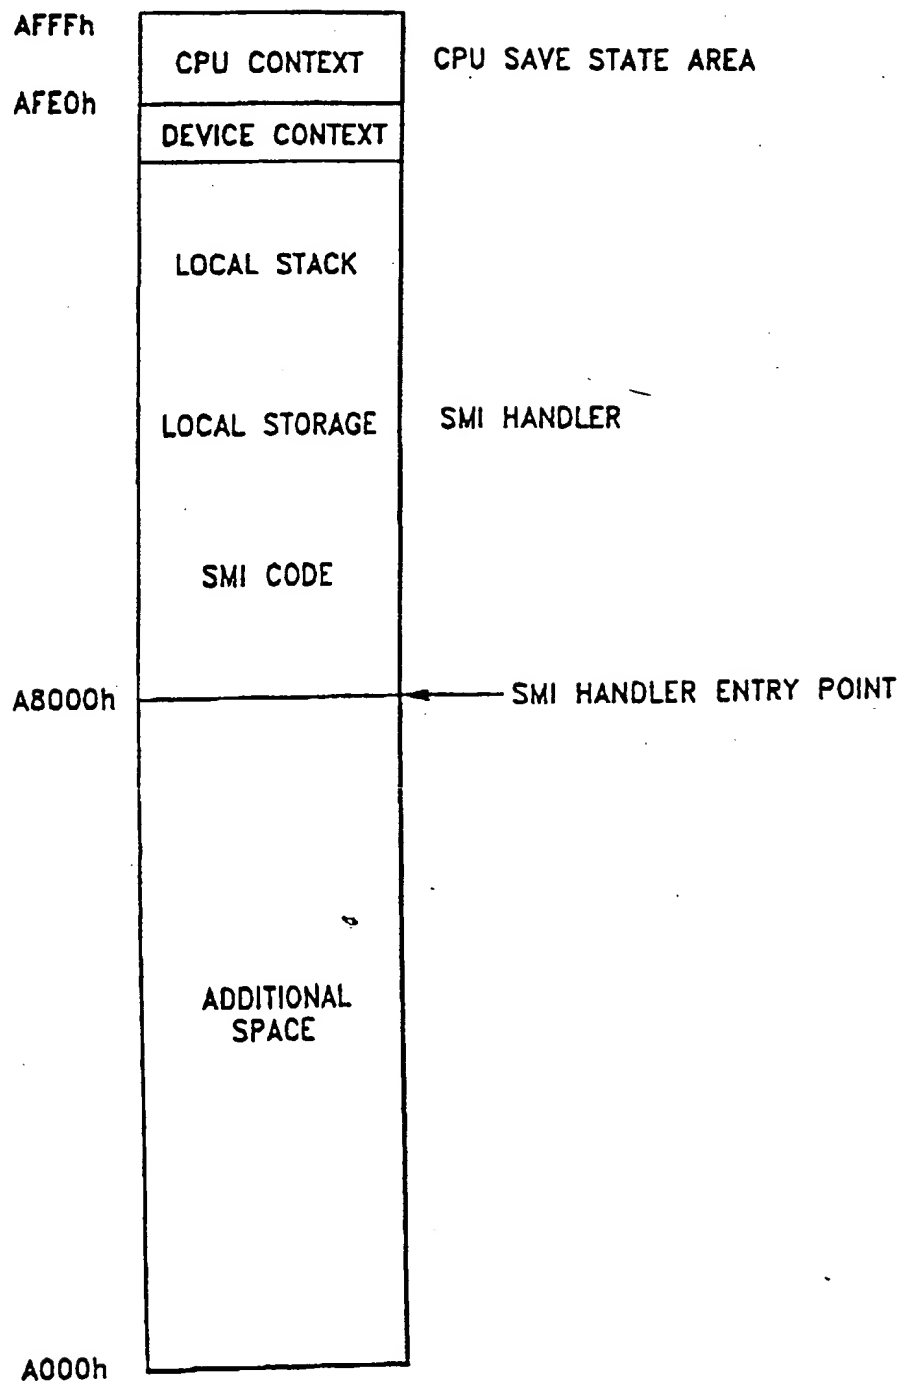 AFFFh
CPU CONTEXT
CPU SAVE STATE AREA
AFE0h
DEVICE CONTEXT
LOCAL STACK
LOCAL STORAGE
SMI HANDLER
SMI CODE
A8000h
SMI HANDLER ENTRY POINT
ADDITIONAL
SPACE
A000h